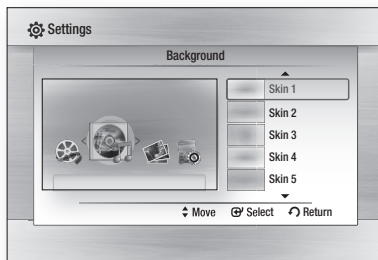 Settings
Background
Skin 1
Skin 2
Skin 3
Skin 4
Skin 5
Move Select Return